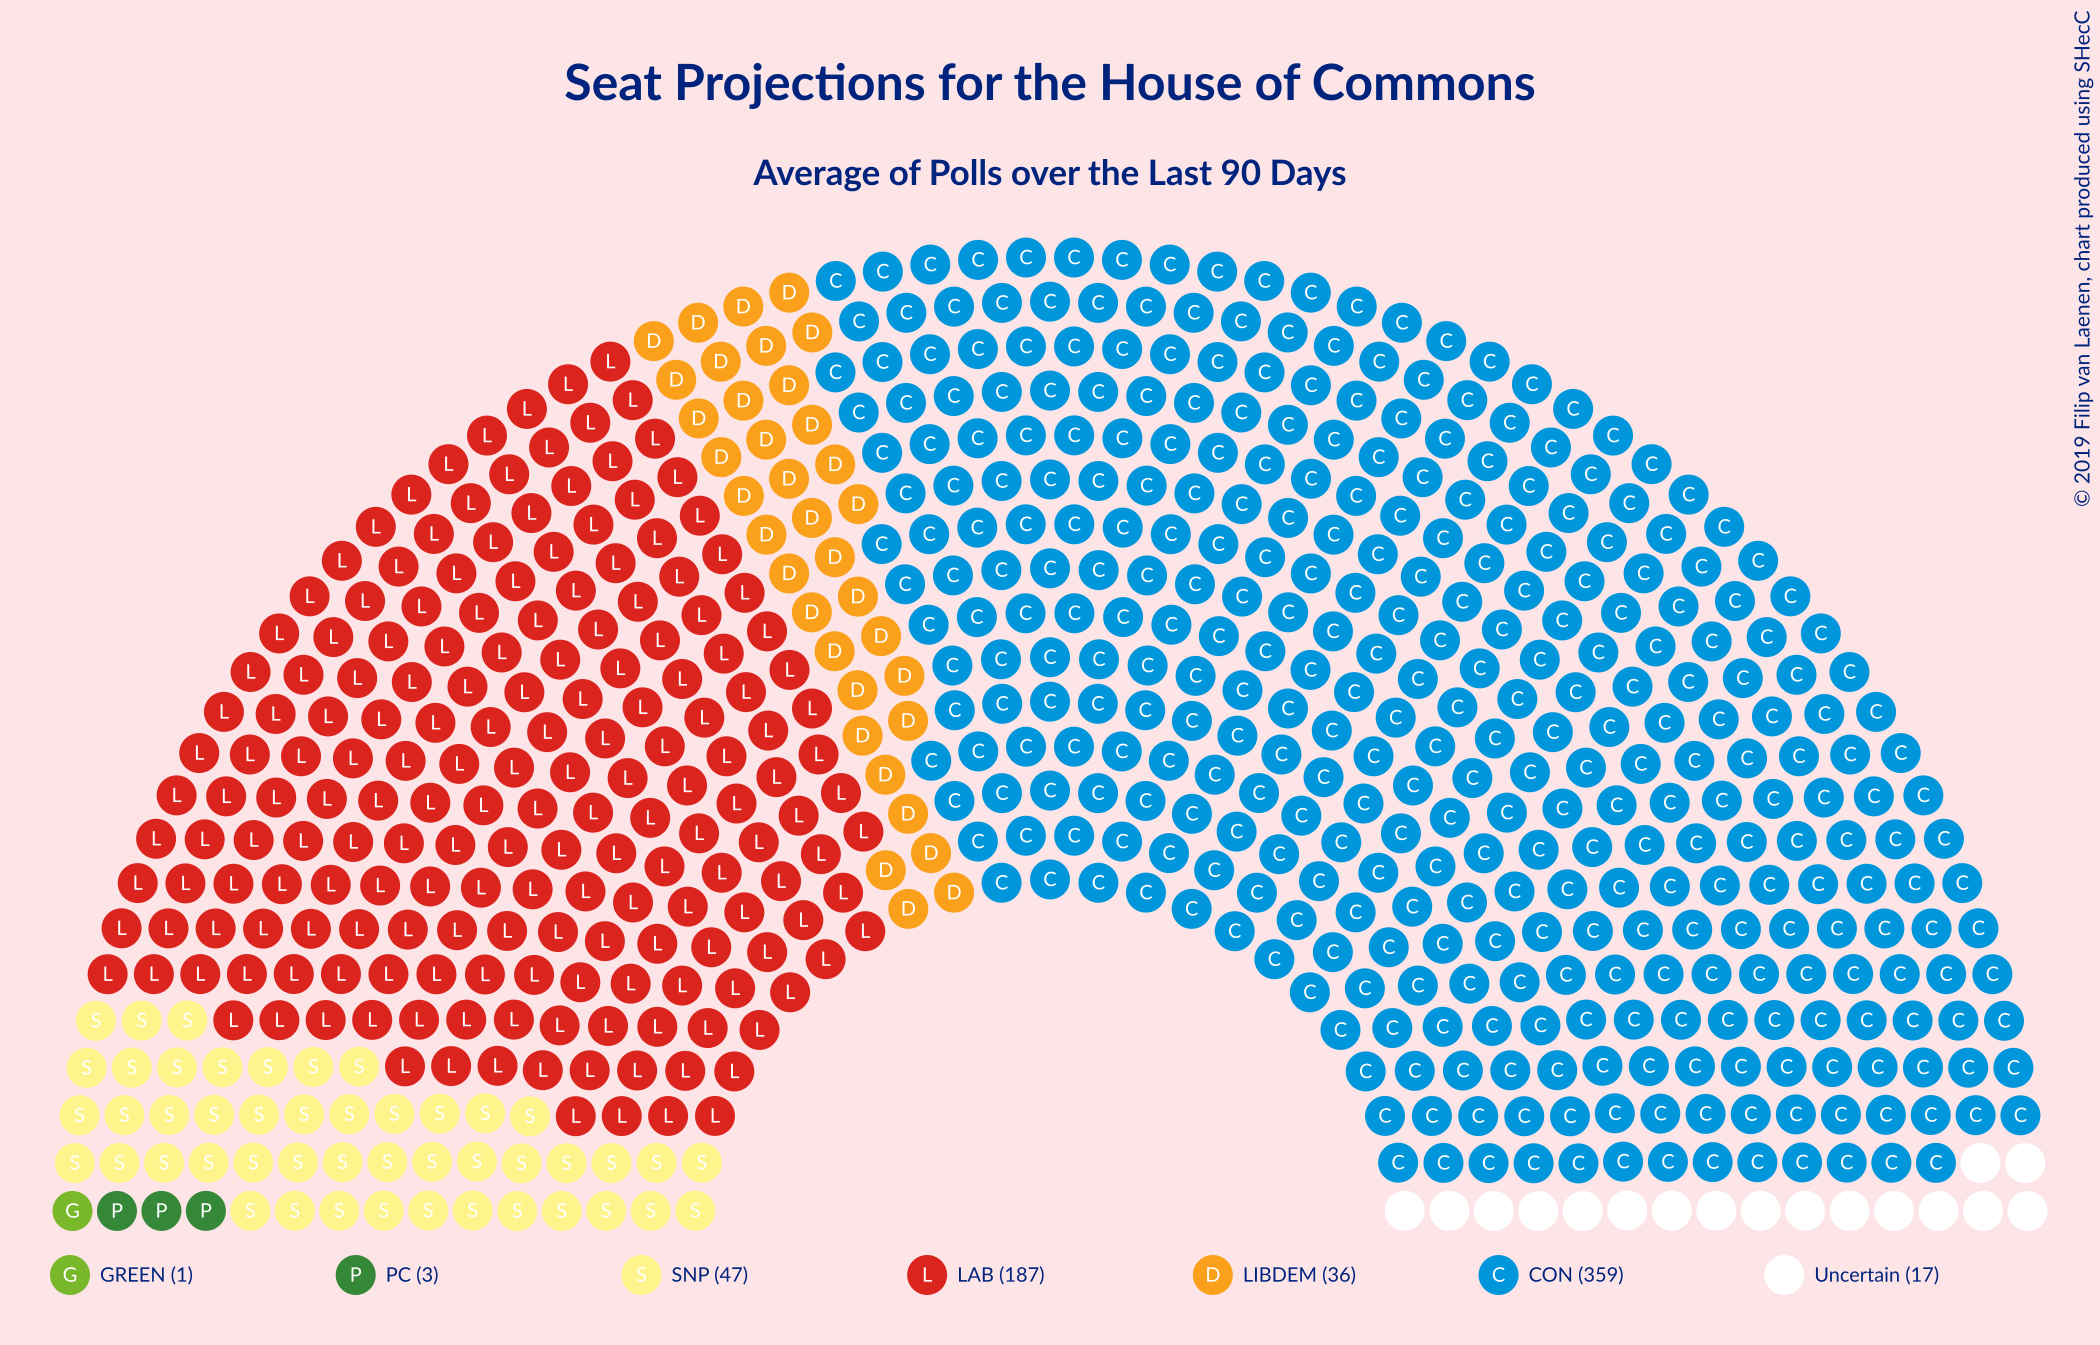 Seat Projections for the House of Commons
Average of Polls over the Last 90 Days
© 2019 Filip van Laenen, chart produced using SHecC
G GREEN (1)
P PC (3)
S SNP (47)
L LAB (187)
D LIBDEM (36)
C CON (359)
Uncertain (17)